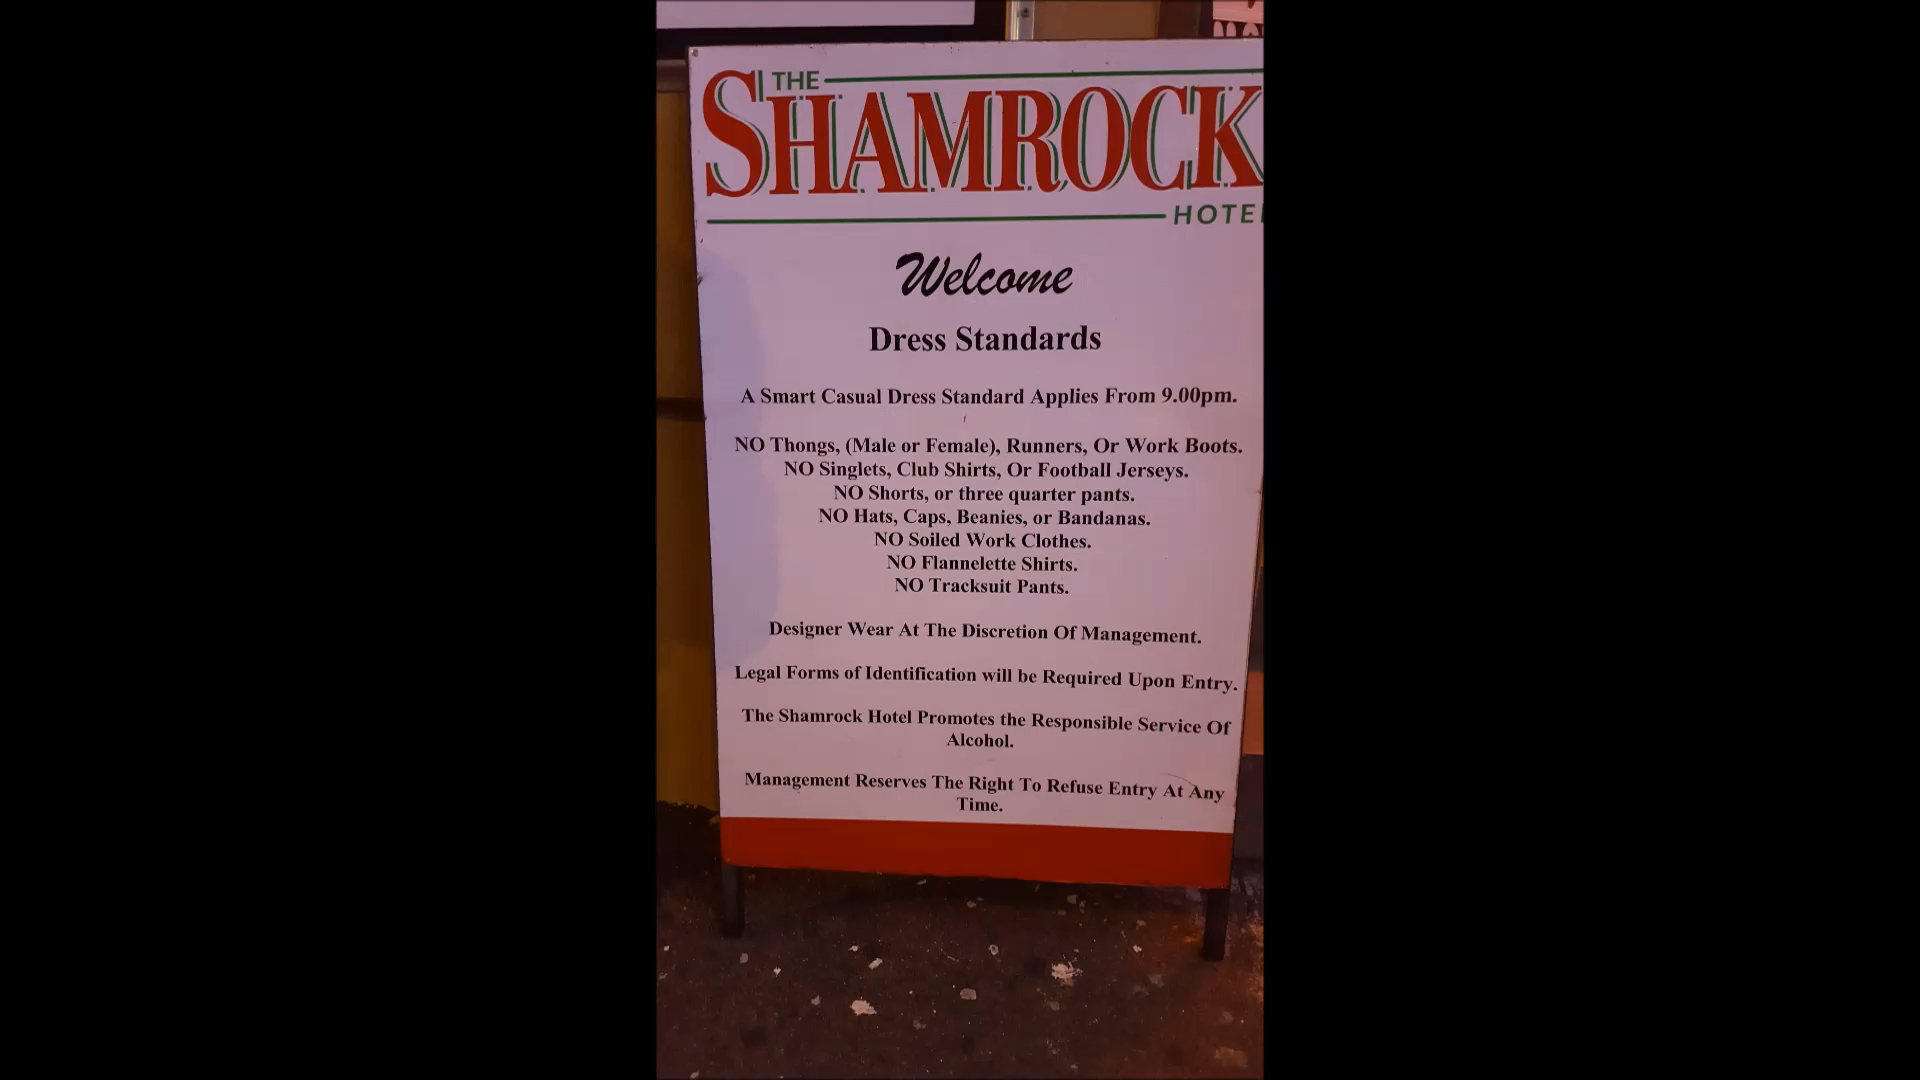 THE
SHAMROCK
HOTEL
Welcome
Dress Standards
A Smart Casual Dress Standard Applies From 9.00pm.
NO Thongs, (Male or Female), Runners, Or Work Boots.
NO Singlets, Club Shirts, Or Football Jerseys.
NO Shorts, or three quarter pants.
NO Hats, Caps, Beanies, or Bandanas.
NO Soiled Work Clothes.
NO Flannelette Shirts.
NO Tracksuit Pants.
Designer Wear At The Discretion Of Management.
Legal Forms of Identification will be Required Upon Entry.
The Shamrock Hotel Promotes the Responsible Service Of
Alcohol.
Management Reserves The Right To Refuse Entry At Any
Time.